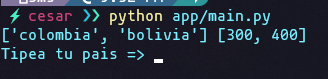 cesar ❯❯ python app/main.py
['colombia', 'bolivia'] [300, 400]
Tipea tu pais =>